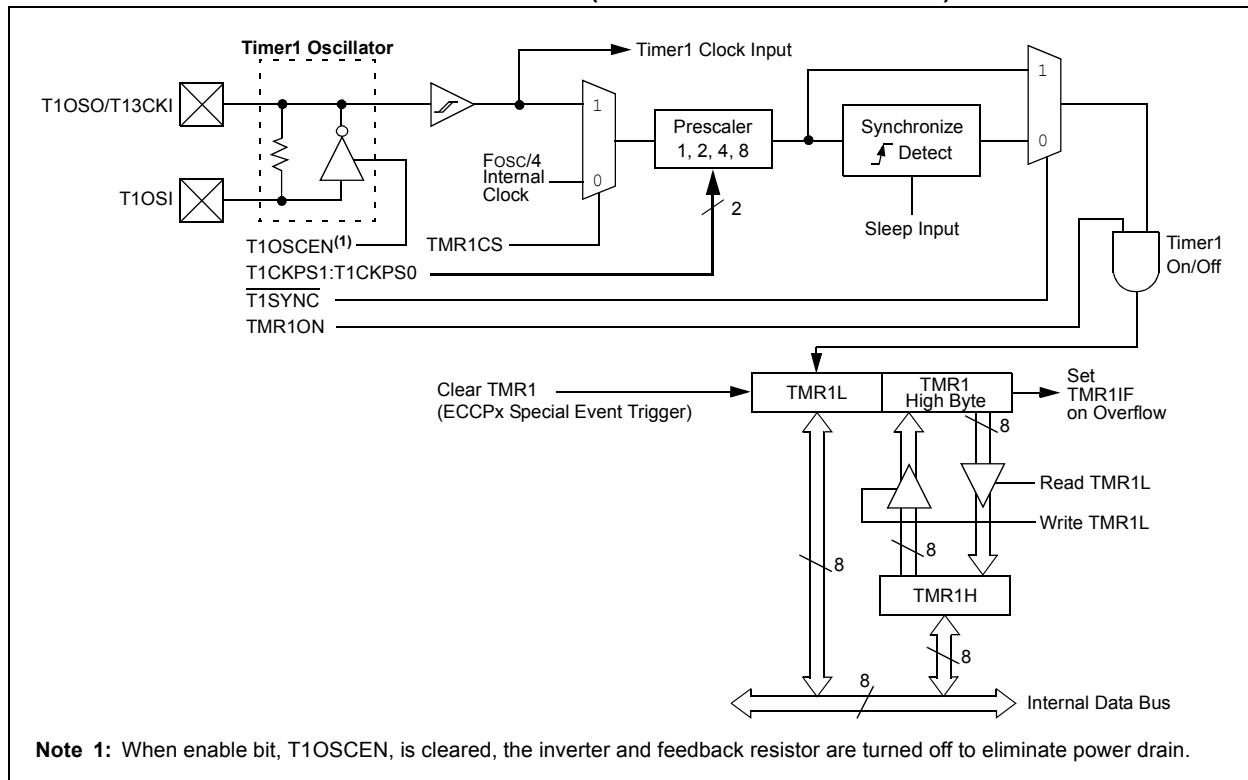 Timer1 Oscillator
Timer1 Clock Input
T1OSO/T13CKI
1
1
Prescaler
1, 2, 4, 8
Synchronize
Detect
0
FOSC/4
Internal
Clock
0
T1OSI
2
Sleep Input
T1OSCEN(1)
TMR1CS
Timer1
On/Off
T1CKPS1:T1CKPS0
T1SYNC
TMR1ON
Clear TMR1
(ECCPx Special Event Trigger)
TMR1L
TMR1
High Byte
Set
TMR1IF
on Overflow
8
Read TMR1L
Write TMR1L
8
8
TMR1H
8
8
Internal Data Bus
Note 1: When enable bit, T1OSCEN, is cleared, the inverter and feedback resistor are turned off to eliminate power drain.